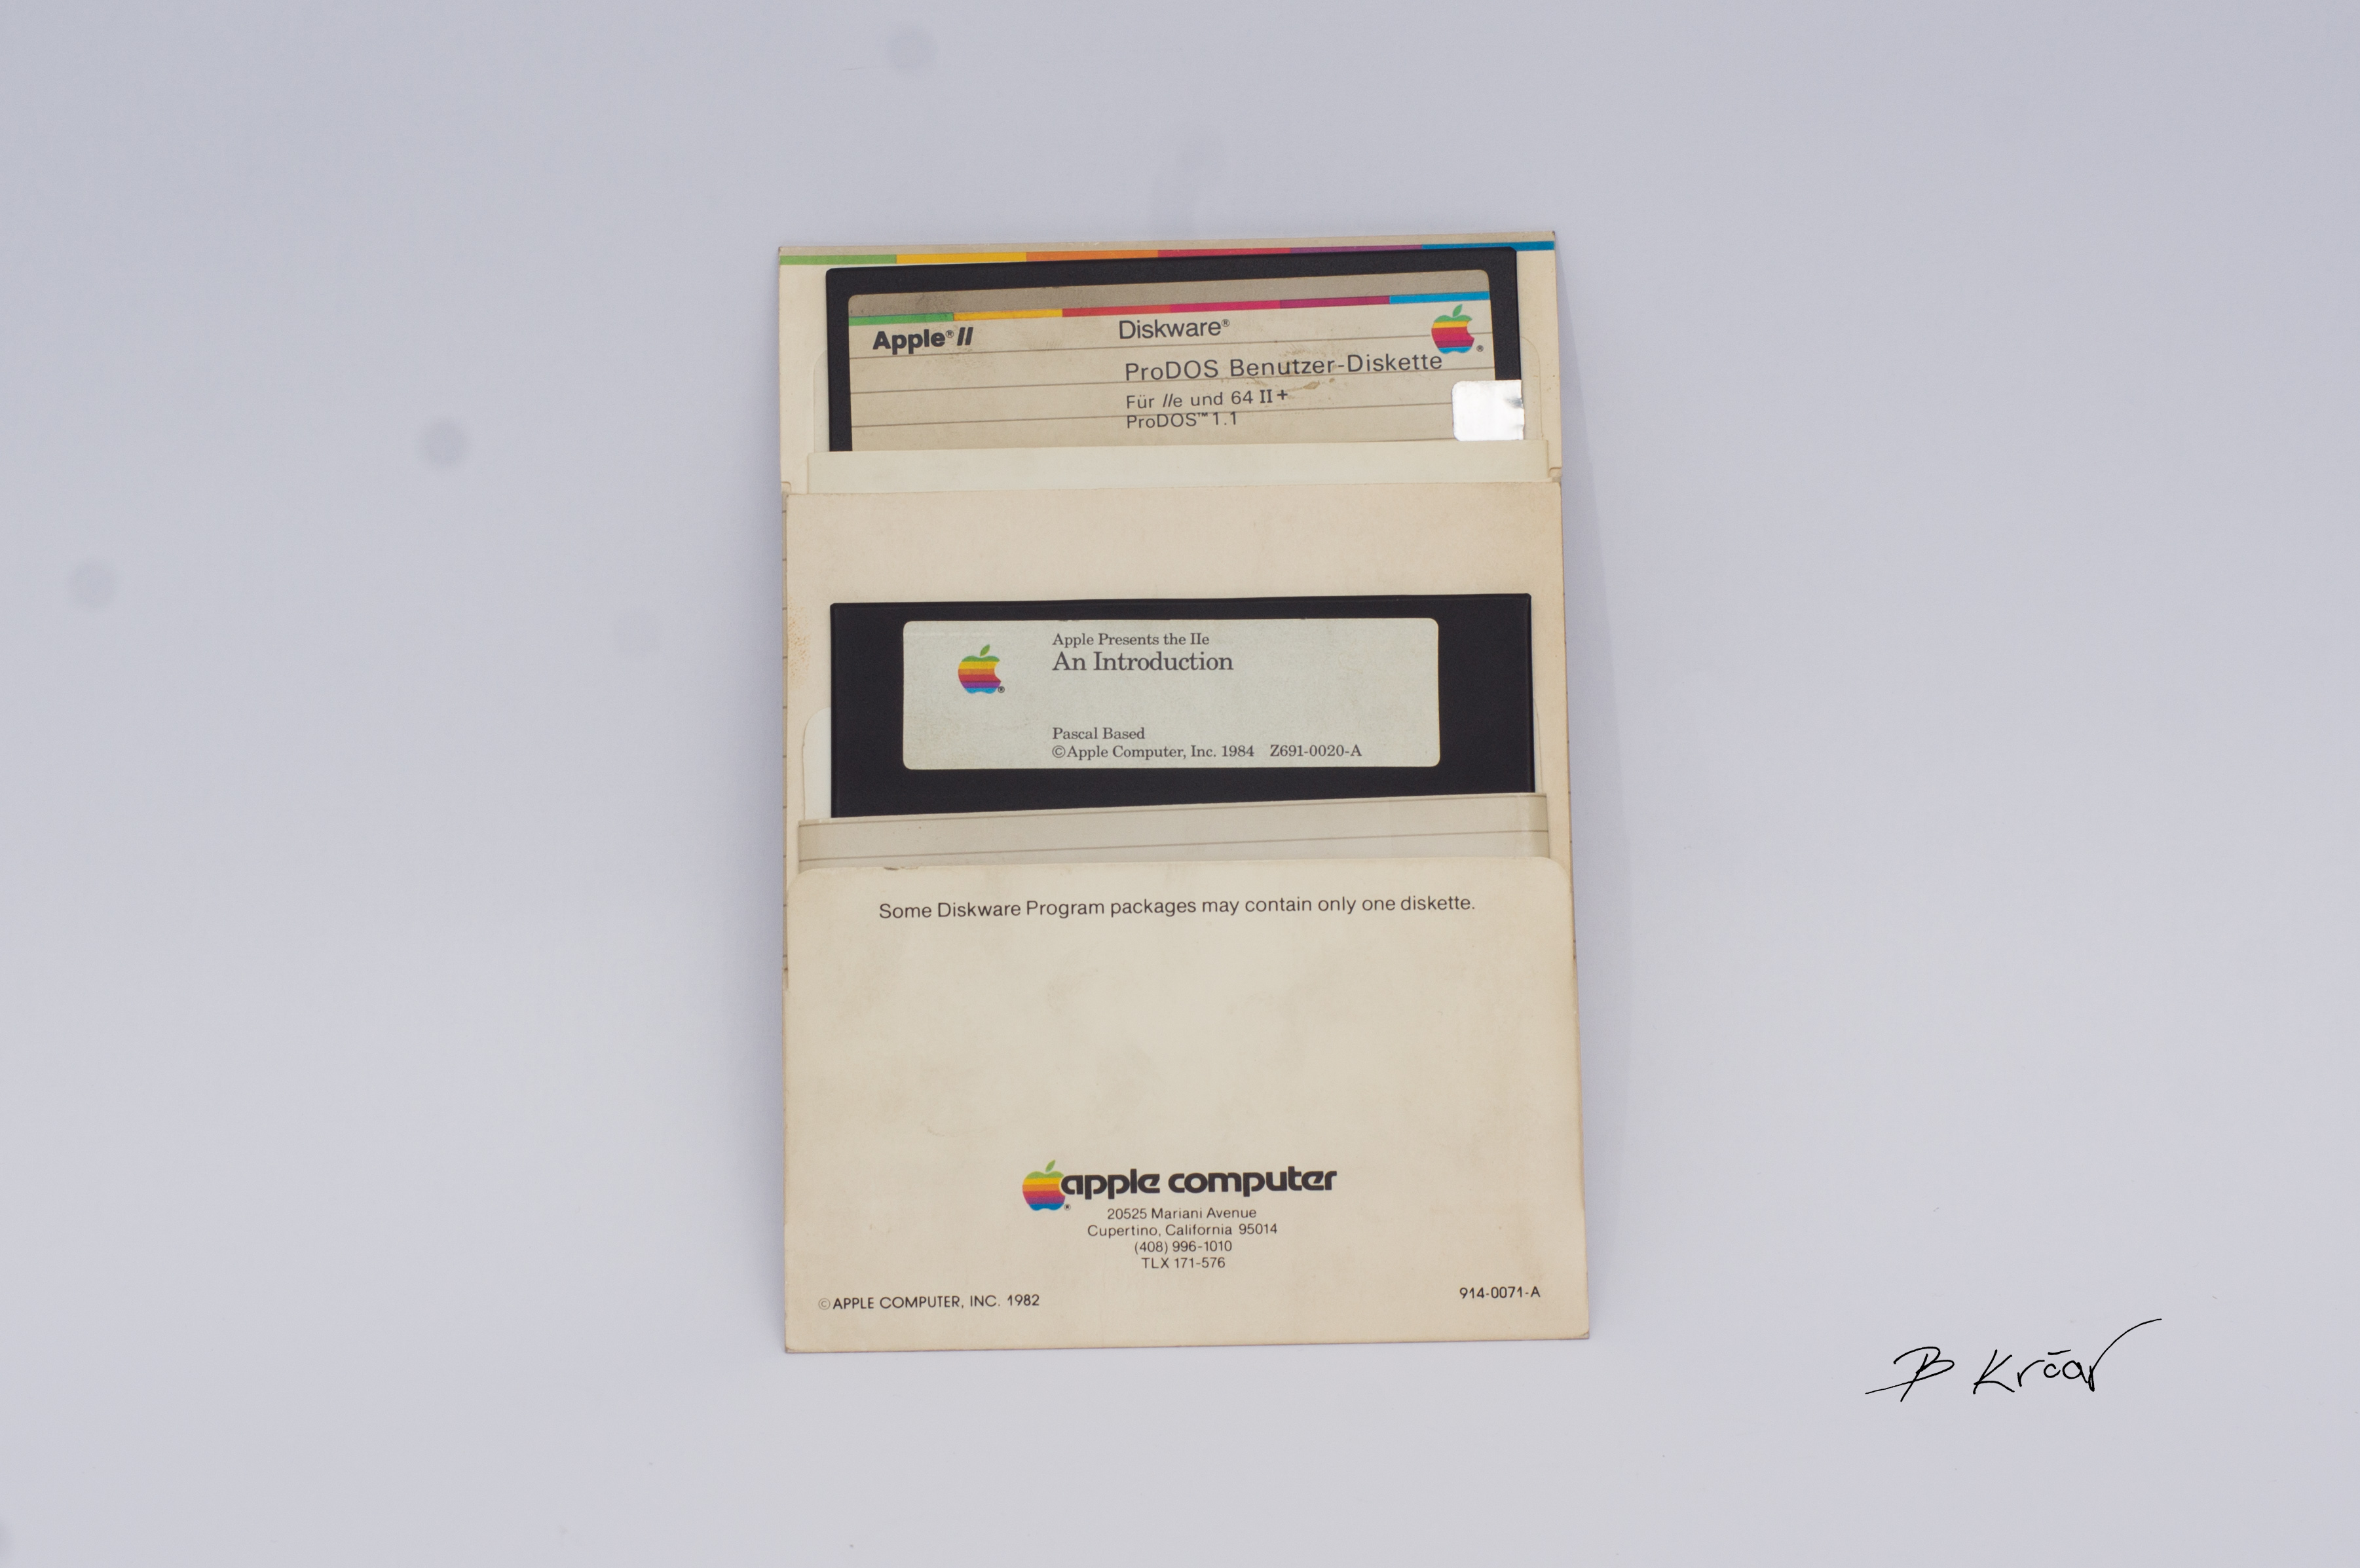 Apple® II
Diskware®
ProDOS Benutzer-Diskette
Für //e und 64 II+
ProDOS™ 1.1
Apple Presents the IIe
An Introduction
Pascal Based
©Apple Computer, Inc. 1984 Z691-0020-A
Some Diskware Program packages may contain only one diskette.
apple computer
20525 Mariani Avenue
Cupertino, California 95014
(408) 996-1010
TLX 171-576
©APPLE COMPUTER, INC. 1982
914-0071-A
B Krčar